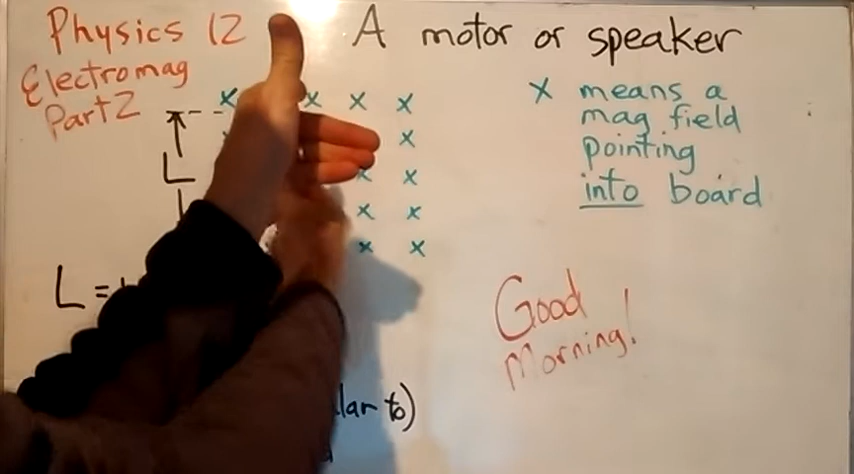 Physics 12
Electromag
Part 2
A motor or speaker
x x x x
x
x x
x x
x x
L
x means a
mag field
pointing
into board
L =
Good
Morning!
lar to)